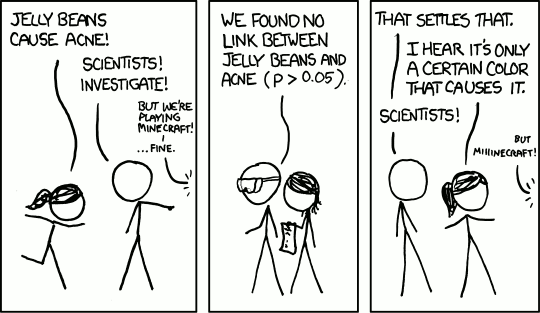 JELLY BEANS
CAUSE ACNE!
SCIENTISTS!
INVESTIGATE!
BUT WE'RE
PLAYING
MINECRAFT!
...FINE.
WE FOUND NO
LINK BETWEEN
JELLY BEANS AND
ACNE (P > 0.05).
THAT SETTLES THAT.
I HEAR IT'S ONLY
A CERTAIN COLOR
THAT CAUSES IT.
SCIENTISTS!
BUT
MIIINECRAFT!